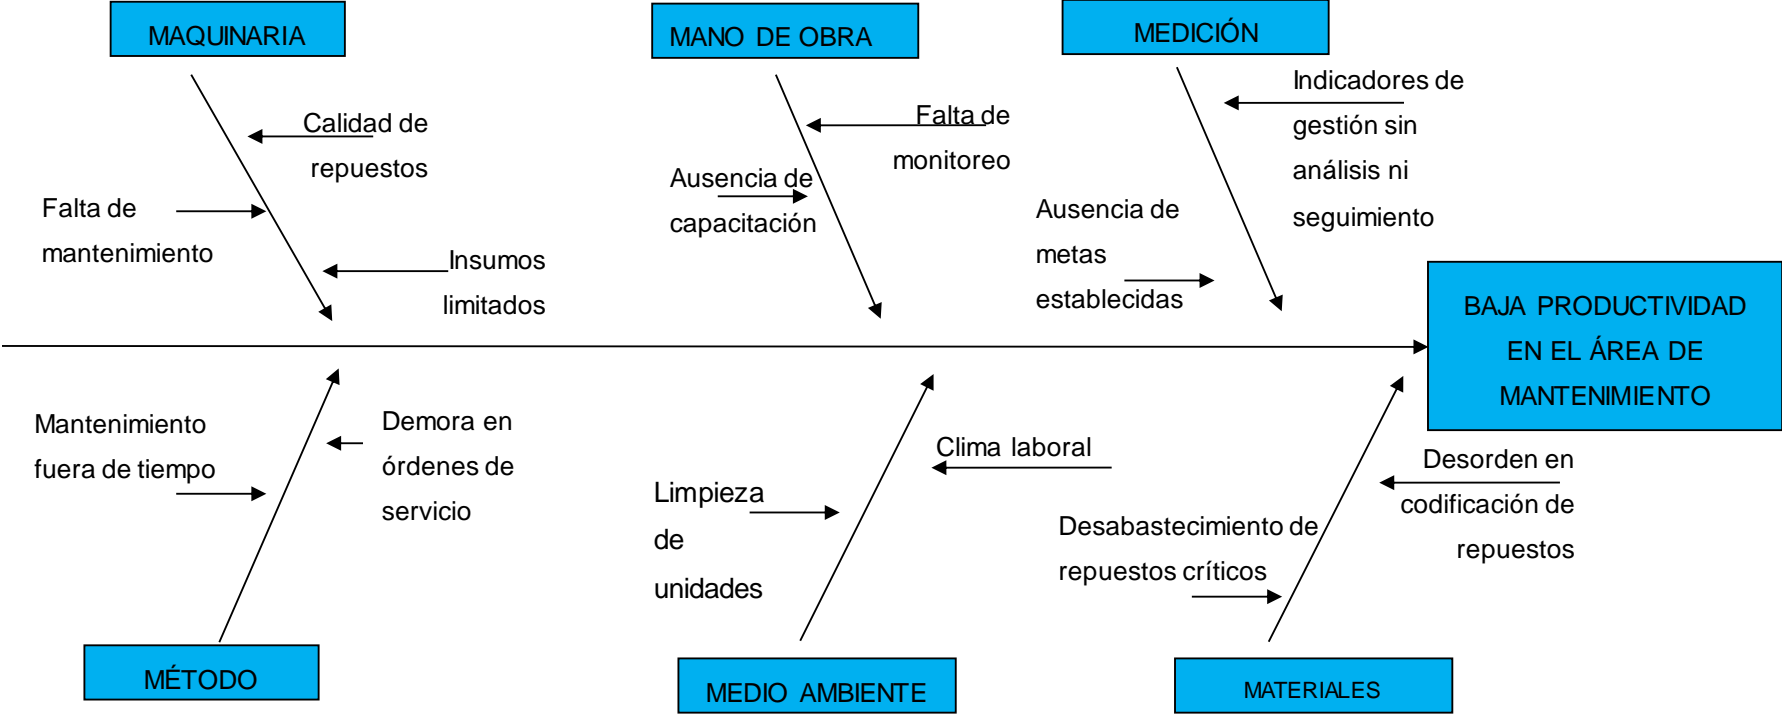 MAQUINARIA
MANO DE OBRA
MEDICIÓN
Calidad de
repuestos
Falta de
mantenimiento
Insumos
limitados
Falta de
monitoreo
Ausencia de
capacitación
Indicadores de
gestión sin
análisis ni
seguimiento
Ausencia de
metas
establecidas
BAJA PRODUCTIVIDAD
EN EL ÁREA DE
MANTENIMIENTO
Mantenimiento
fuera de tiempo
Demora en
órdenes de
servicio
Limpieza
de
unidades
Clima laboral
Desabastecimiento de
repuestos críticos
Desorden en
codificación de
repuestos
MÉTODO
MEDIO AMBIENTE
MATERIALES